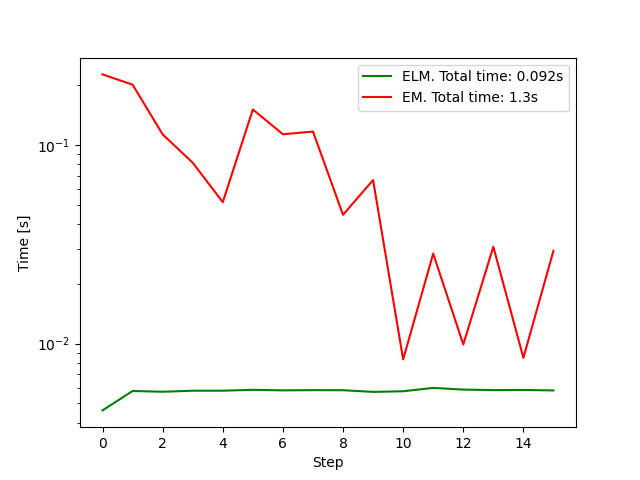 ELM. Total time: 0.092s
EM. Total time: 1.3s
10⁻¹
10⁻²
Time [s]
0 2 4 6 8 10 12 14
Step